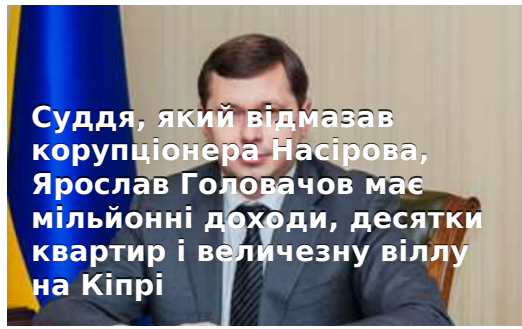 Суддя, який відмазав
корупціонера Насірова,
Ярослав Головачов має
мільйонні доходи, десятки
квартир і величезну віллу
на Кіпрі